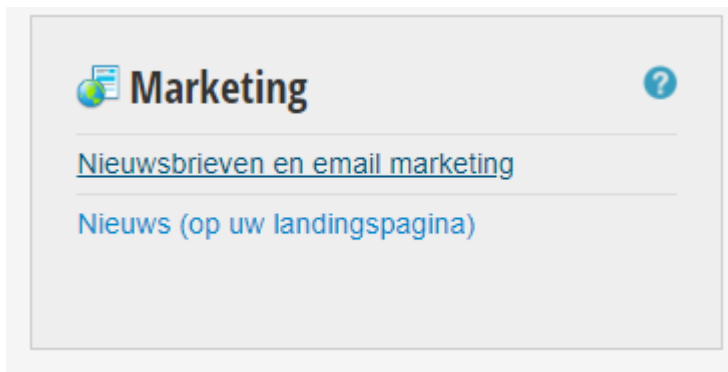 Marketing
?
Nieuwsbrieven en email marketing
Nieuws (op uw landingspagina)